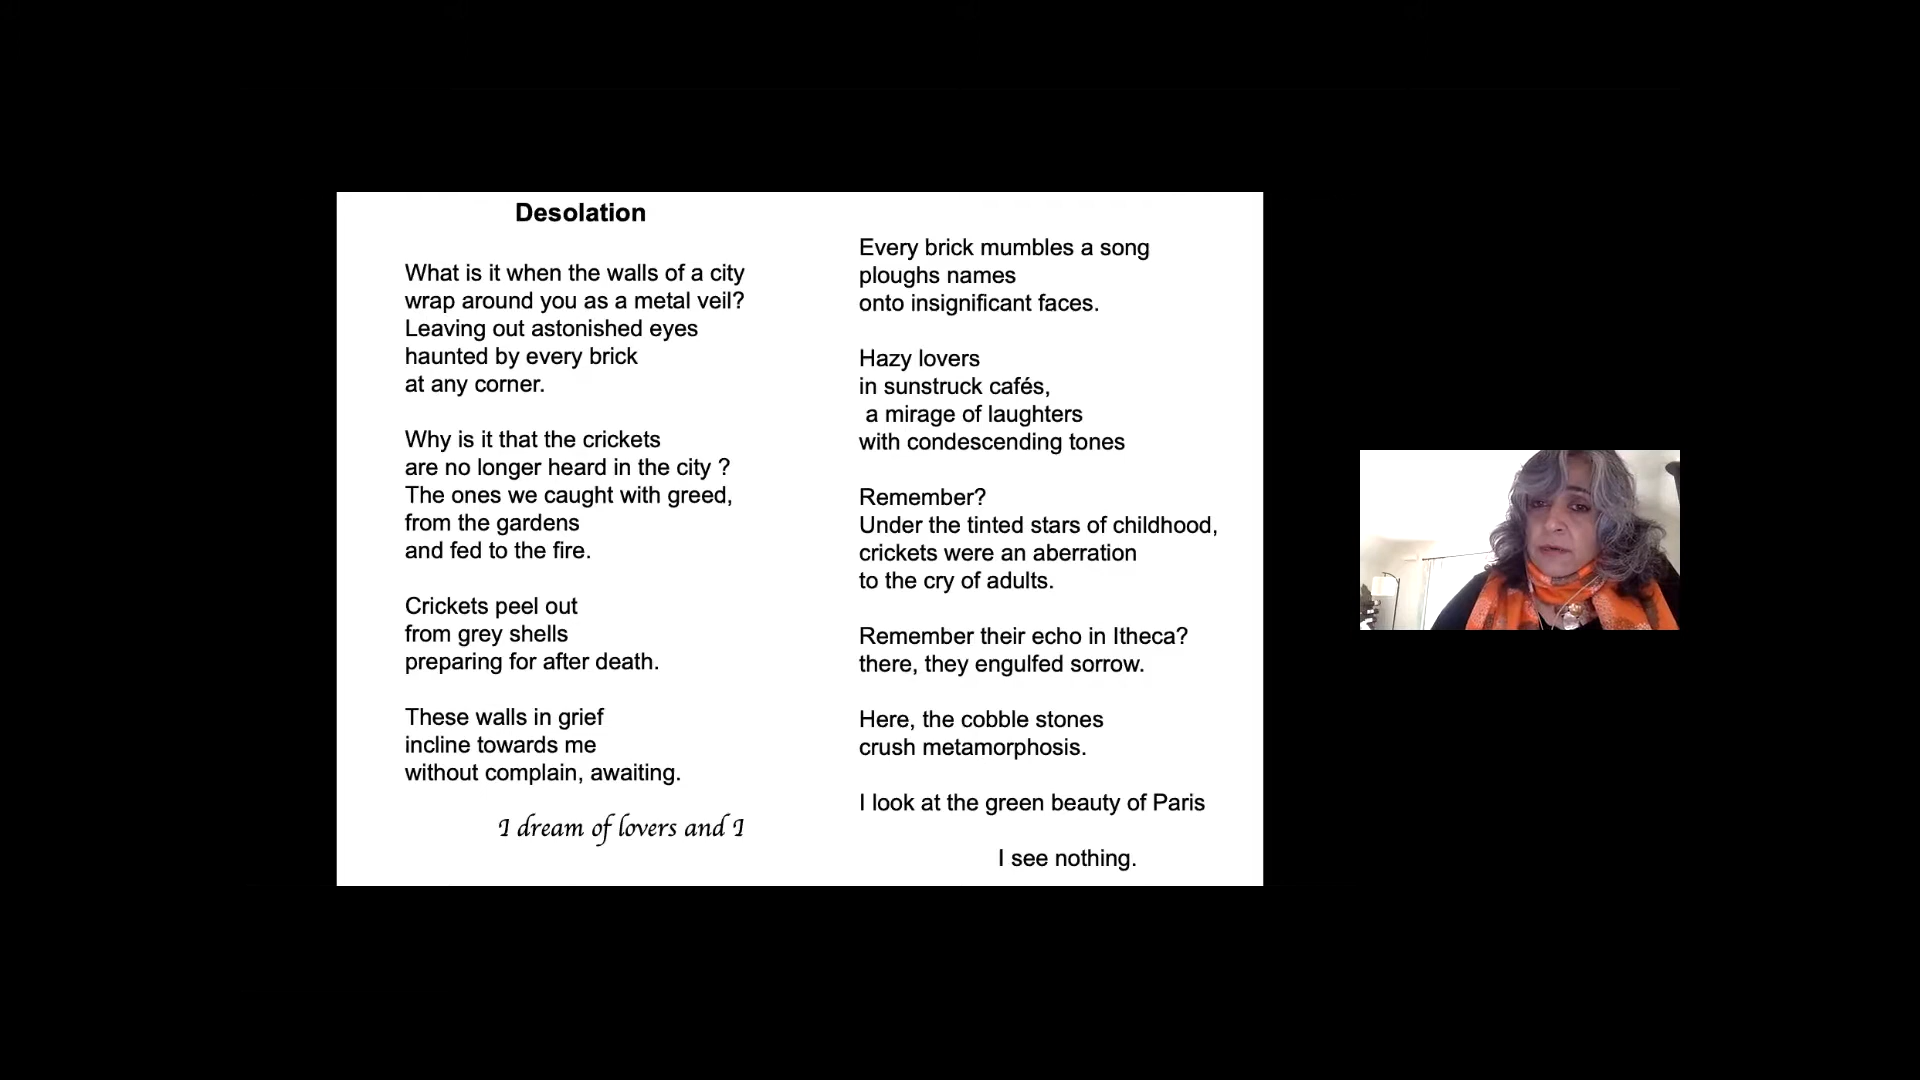 Desolation
What is it when the walls of a city
wrap around you as a metal veil?
Leaving out astonished eyes
haunted by every brick
at any corner.
Why is it that the crickets
are no longer heard in the city ?
The ones we caught with greed,
from the gardens
and fed to the fire.
Crickets peel out
from grey shells
preparing for after death.
These walls in grief
incline towards me
without complain, awaiting.
I dream of lovers and I
Every brick mumbles a song
ploughs names
onto insignificant faces.
Hazy lovers
in sunstruck cafés,
a mirage of laughters
with condescending tones
Remember?
Under the tinted stars of childhood,
crickets were an aberration
to the cry of adults.
Remember their echo in Itheca?
there, they engulfed sorrow.
Here, the cobble stones
crush metamorphosis.
I look at the green beauty of Paris
I see nothing.